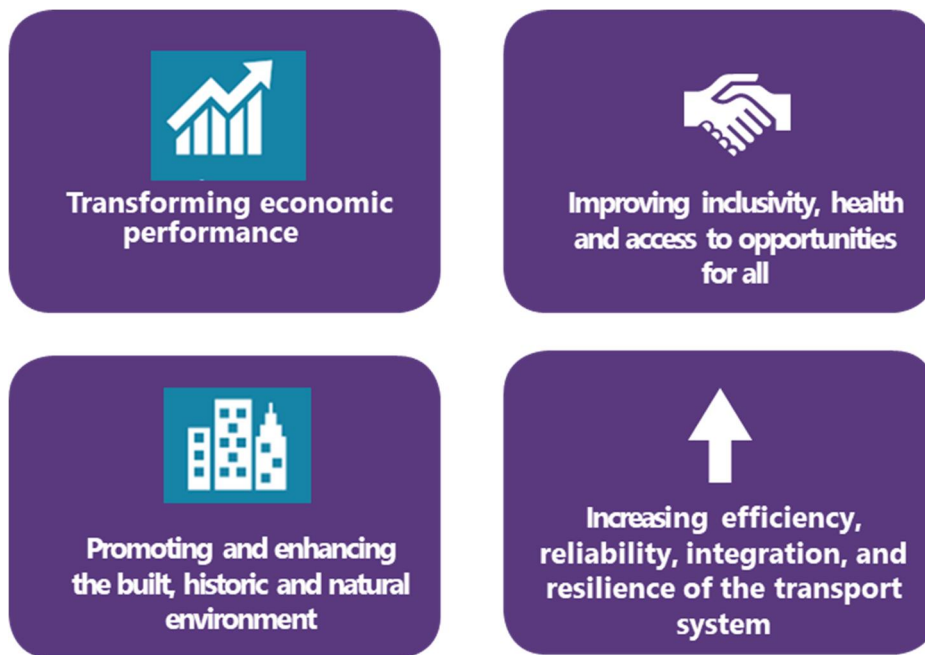 Transforming economic
performance
Improving inclusivity, health
and access to opportunities
for all
Promoting and enhancing
the built, historic and natural
environment
Increasing efficiency,
reliability, integration, and
resilience of the transport
system